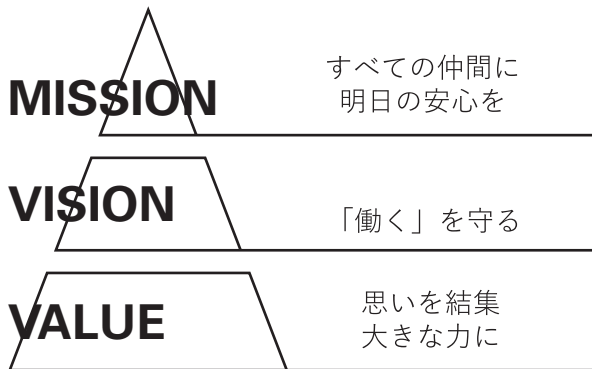 MISSION
すべての仲間に
明日の安心を
VISION
「働く」を守る
VALUE
思いを結集
大きな力に